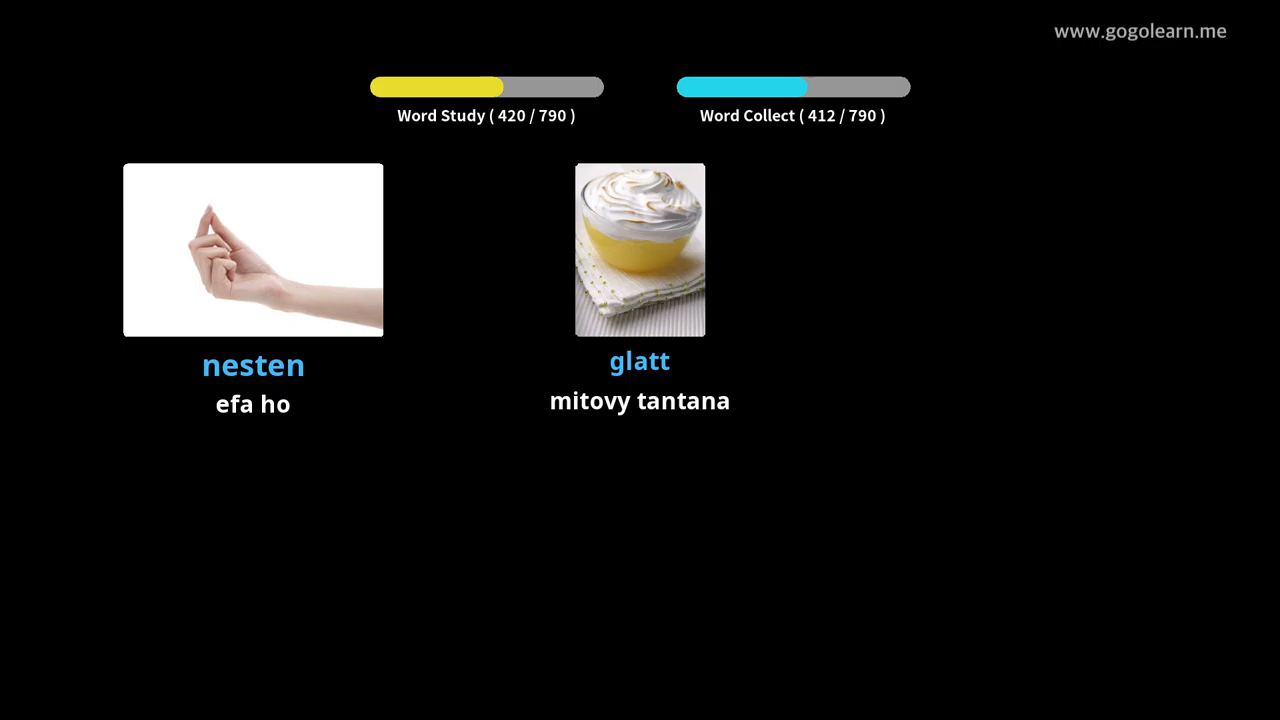 www.gogolearn.me
Word Study ( 420 / 790 )
Word Collect ( 412 / 790 )
nesten
efa ho
glatt
mitovy tantana